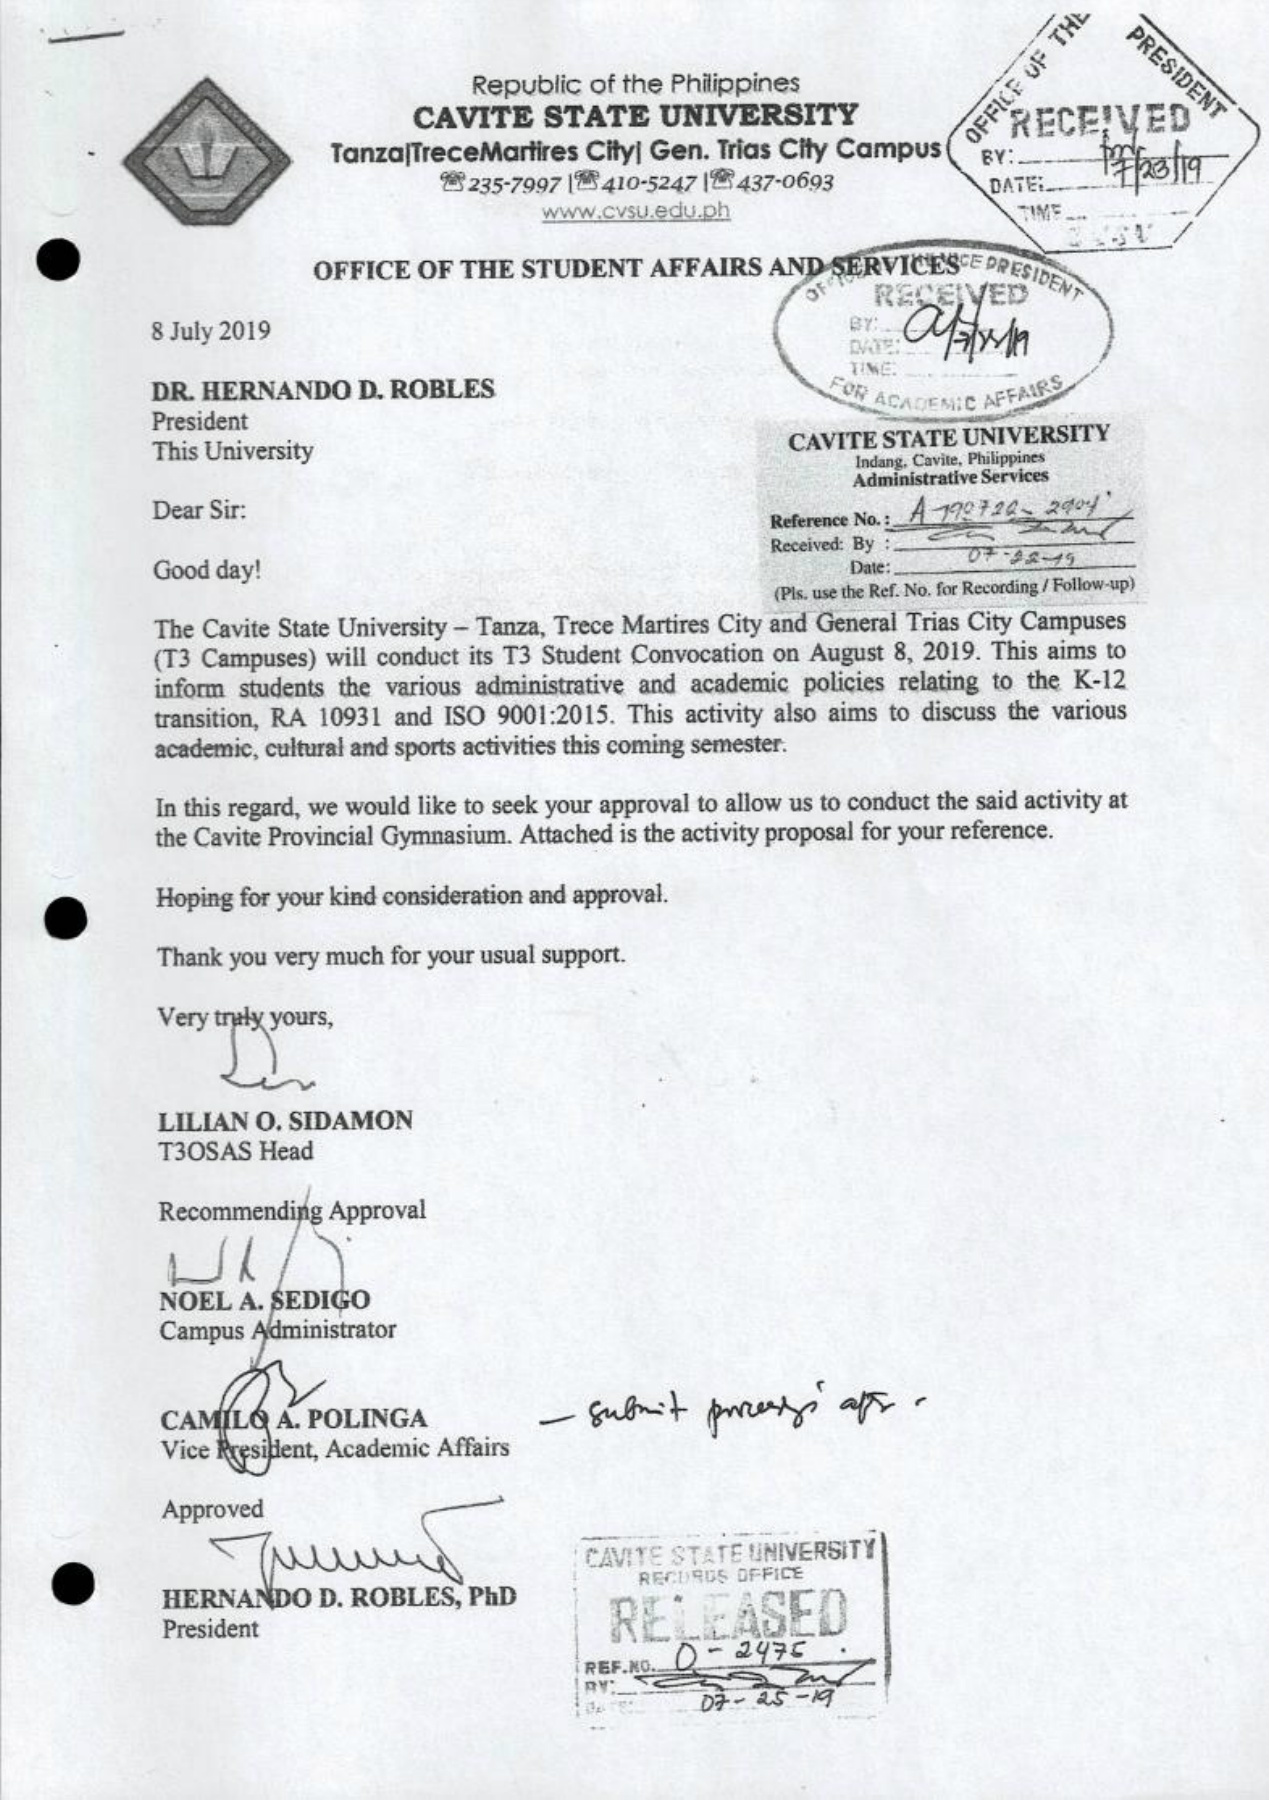 Republic of the Philippines
CAVITE STATE UNIVERSITY
Tanza|TreceMartires City| Gen. Trias City Campus
☎235-7997 |☎410-5247 |☎437-0693
www.cvsu.edu.ph
OFFICE OF THE PRESIDENT
RECEIVED
BY:
DATE: 7/23/19
TIME
OFFICE OF THE STUDENT AFFAIRS AND SERVICES
OFFICE OF THE VICE PRESIDENT
RECEIVED
BY:
DATE:
TIME:
FOR ACADEMIC AFFAIRS
8 July 2019
DR. HERNANDO D. ROBLES
President
This University
CAVITE STATE UNIVERSITY
Indang, Cavite, Philippines
Administrative Services
Reference No. :
Received: By :
Date: 07-22-19
(Pls. use the Ref. No. for Recording / Follow-up)
Dear Sir:
Good day!
The Cavite State University – Tanza, Trece Martires City and General Trias City Campuses
(T3 Campuses) will conduct its T3 Student Convocation on August 8, 2019. This aims to
inform students the various administrative and academic policies relating to the K-12
transition, RA 10931 and ISO 9001:2015. This activity also aims to discuss the various
academic, cultural and sports activities this coming semester.
In this regard, we would like to seek your approval to allow us to conduct the said activity at
the Cavite Provincial Gymnasium. Attached is the activity proposal for your reference.
Hoping for your kind consideration and approval.
Thank you very much for your usual support.
Very truly yours,
LILIAN O. SIDAMON
T3OSAS Head
Recommending Approval
NOEL A. SEDIGO
Campus Administrator
CAMILO A. POLINGA
Vice President, Academic Affairs
– submit
Approved
HERNANDO D. ROBLES, PhD
President
CAVITE STATE UNIVERSITY
RECORDS OFFICE
RELEASED
REF.NO. 0-2475
BY:
DATE: 07-25-19